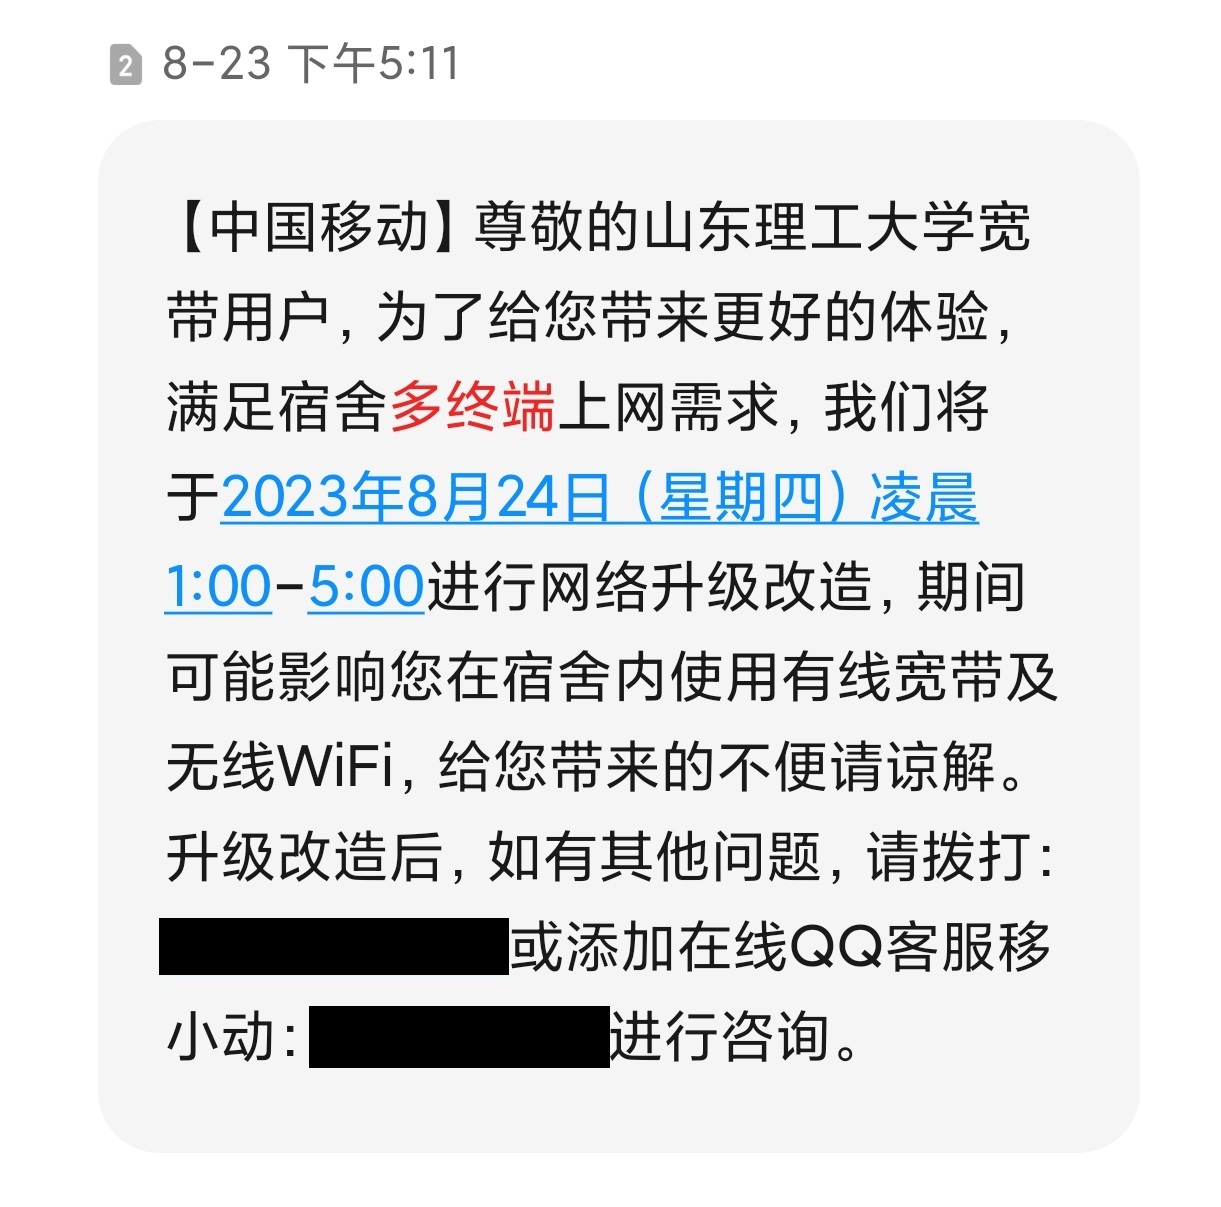 2 8-23 下午5:11
【中国移动】尊敬的山东理工大学宽
带用户，为了给您带来更好的体验，
满足宿舍多终端上网需求，我们将
于2023年8月24日（星期四）凌晨
1:00-5:00进行网络升级改造，期间
可能影响您在宿舍内使用有线宽带及
无线WiFi，给您带来的不便请谅解。
升级改造后，如有其他问题，请拨打：
或添加在线QQ客服移
小动：进行咨询。